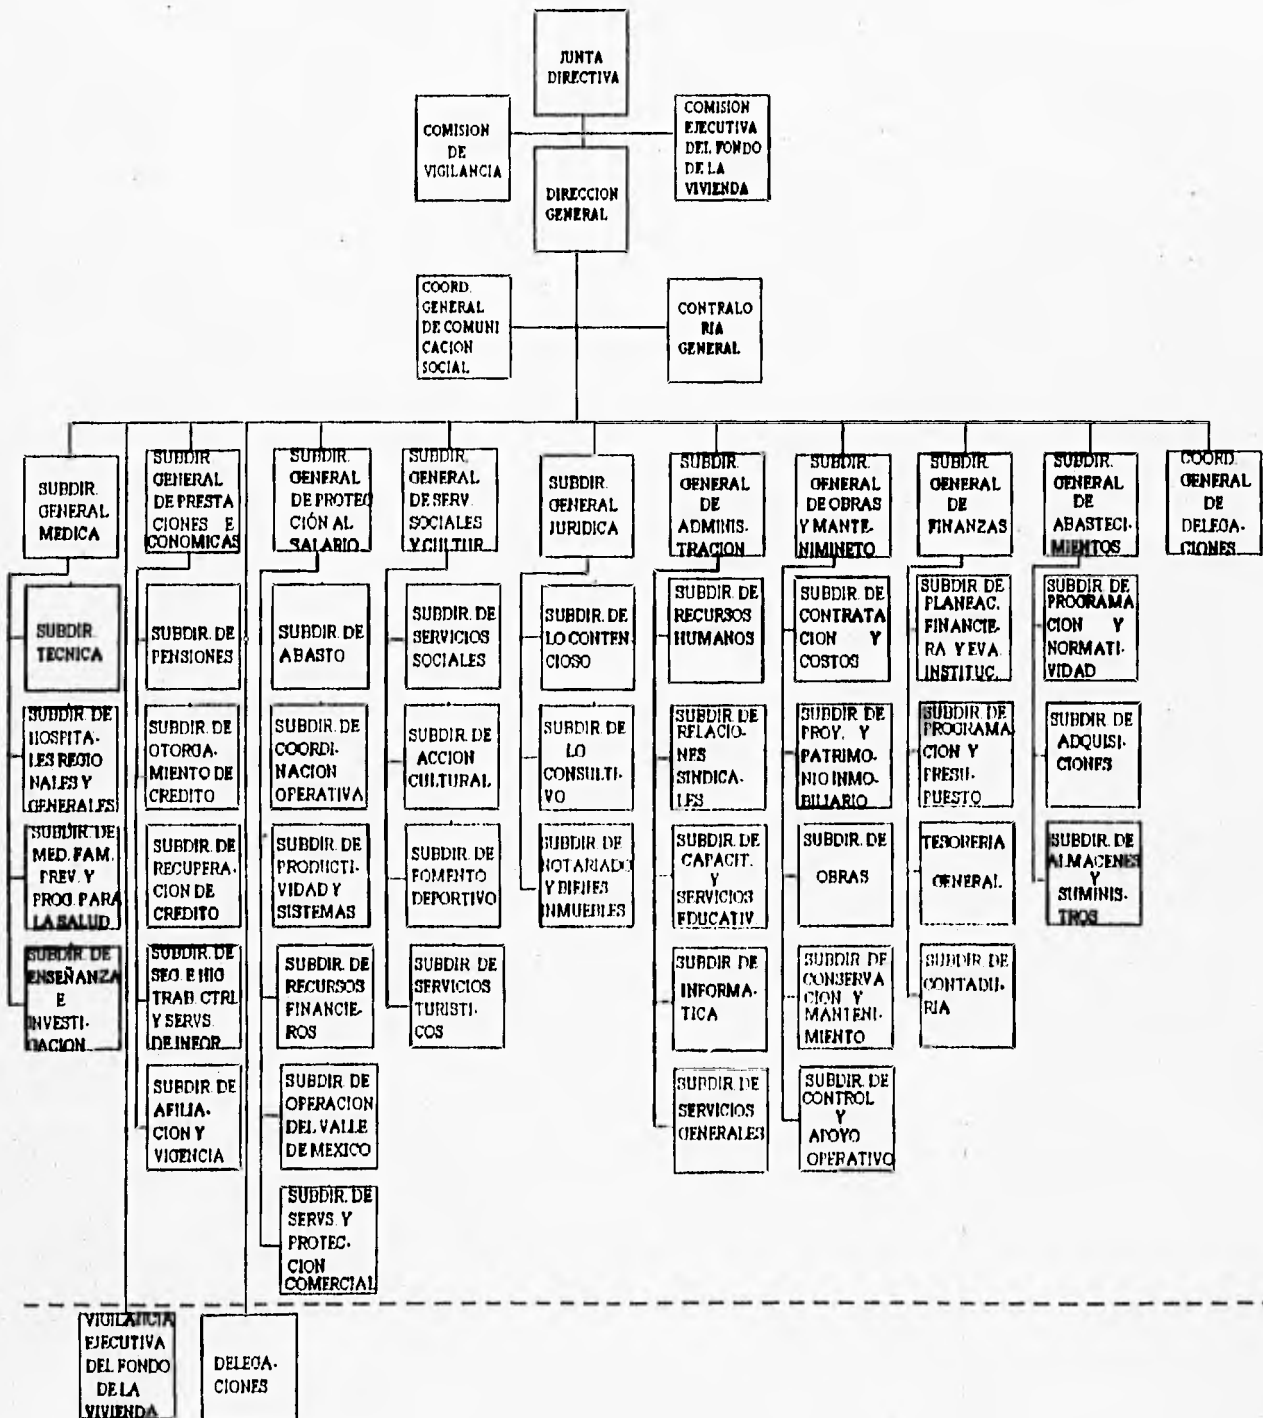 JUNTA
DIRECTIVA
COMISION
DE
VIGILANCIA
COMISION
EJECUTIVA
DEL FONDO
DE LA
VIVIENDA
DIRECCION
GENERAL
COORD.
GENERAL
DE COMUNI
CACION
SOCIAL
CONTRALO
RIA
GENERAL
SUBDIR.
GENERAL
MEDICA
SUBDIR
GENERAL
DE PRESTA
CIONES E
CONOMICAS
SUBDIR.
GENERAL
DE PROTEC
CIÓN AL
SALARIO
SUBDIR.
GENERAL
DE SERV.
SOCIALES
Y CULTUR
SUBDIR.
GENERAL
JURIDICA
SUBDIR.
GENERAL
DE
ADMINIS-
TRACION
SUBDIR.
GENERAL
DE OBRAS
Y MANTE-
NIMINETO
SUBDIR.
GENERAL
DE
FINANZAS
SUBDIR.
GENERAL
DE
ABASTECI-
MIENTOS
COORD.
GENERAL
DE
DELEGA-
CIONES
SUBDIR.
TECNICA
SUBDIR. DE
HOSPITA-
LES REGIO
NALES Y
GENERALES
SUBDIR. DE
MED. FAM.
PREV. Y
PROG. PARA
LA SALUD
SUBDIR. DE
ENSEÑANZA
E
INVESTI-
GACION
SUBDIR. DE
PENSIONES
SUBDIR. DE
OTORGA-
MIENTO DE
CREDITO
SUBDIR. DE
RECUPERA-
CION DE
CREDITO
SUBDIR. DE
SEG. E HIG
TRAB. CTRL
Y SERVS.
DE INFOR.
SUBDIR. DE
AFILIA-
CION Y
VIGENCIA
SUBDIR. DE
ABASTO
SUBDIR. DE
COORDI-
NACION
OPERATIVA
SUBDIR. DE
PRODUCTI-
VIDAD Y
SISTEMAS
SUBDIR. DE
RECURSOS
FINANCIE-
ROS
SUBDIR. DE
OPERACION
DEL VALLE
DE MEXICO
SUBDIR. DE
SERVS. Y
PROTEC-
CION
COMERCIAL
SUBDIR. DE
SERVICIOS
SOCIALES
SUBDIR. DE
ACCION
CULTURAL
SUBDIR. DE
FOMENTO
DEPORTIVO
SUBDIR. DE
SERVICIOS
TURISTI-
COS
SUBDIR. DE
LO CONTEN-
CIOSO
SUBDIR. DE
LO
CONSULTI-
VO
SUBDIR. DE
NOTARIADO
Y BIENES
INMUEBLES
SUBDIR. DE
RECURSOS
HUMANOS
SUBDIR. DE
RELACIO-
NES
SINDICA-
LES
SUBDIR. DE
CAPACIT.
Y
SERVICIOS
EDUCATIV.
SUBDIR DE
INFORMA-
TICA
SUBDIR. DE
SERVICIOS
GENERALES
SUBDIR. DE
CONTRATA
CION Y
COSTOS
SUBDIR DE
PROY. Y
PATRIMO-
NIO INMO-
BILIARIO
SUBDIR. DE
OBRAS
SUBDIR DE
CONSERVA
CION Y
MANTENI-
MIENTO
SUBDIR. DE
CONTROL
Y
APOYO
OPERATIVO
SUBDIR DE
PLANEAC.
FINANCIE-
RA Y EVA.
INSTITUC.
SUBDIR. DE
PROGRAMA
CION Y
PRESU-
PUESTO
TESORERIA
GENERAL
SUBDIR. DE
CONTADU-
RIA
SUBDIR. DE
PROGRAMA
CION Y
NORMATI-
VIDAD
SUBDIR. DE
ADQUISI-
CIONES
SUBDIR. DE
ALMACENES
Y
SUMINIS-
TROS
VIGILANCIA
EJECUTIVA
DEL FONDO
DE LA
VIVIENDA
DELEGA-
CIONES